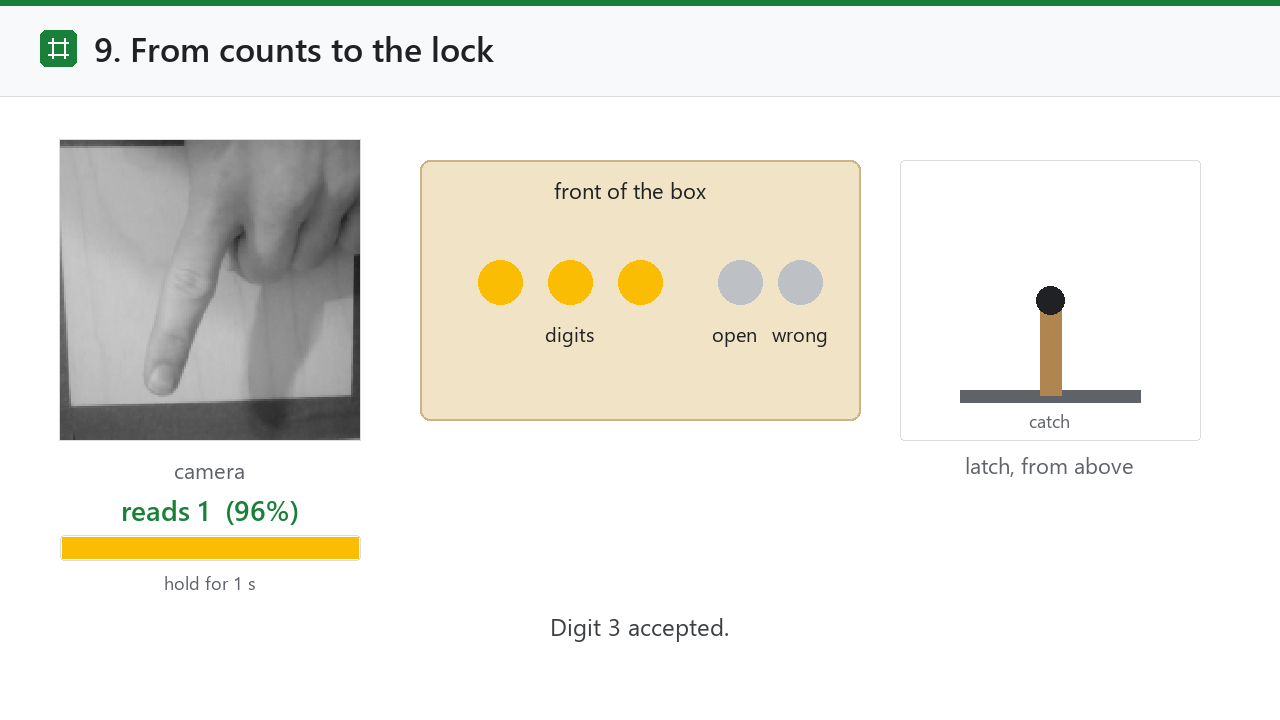 9. From counts to the lock
front of the box
digits
open wrong
catch
latch, from above
camera
reads 1 (96%)
hold for 1 s
Digit 3 accepted.